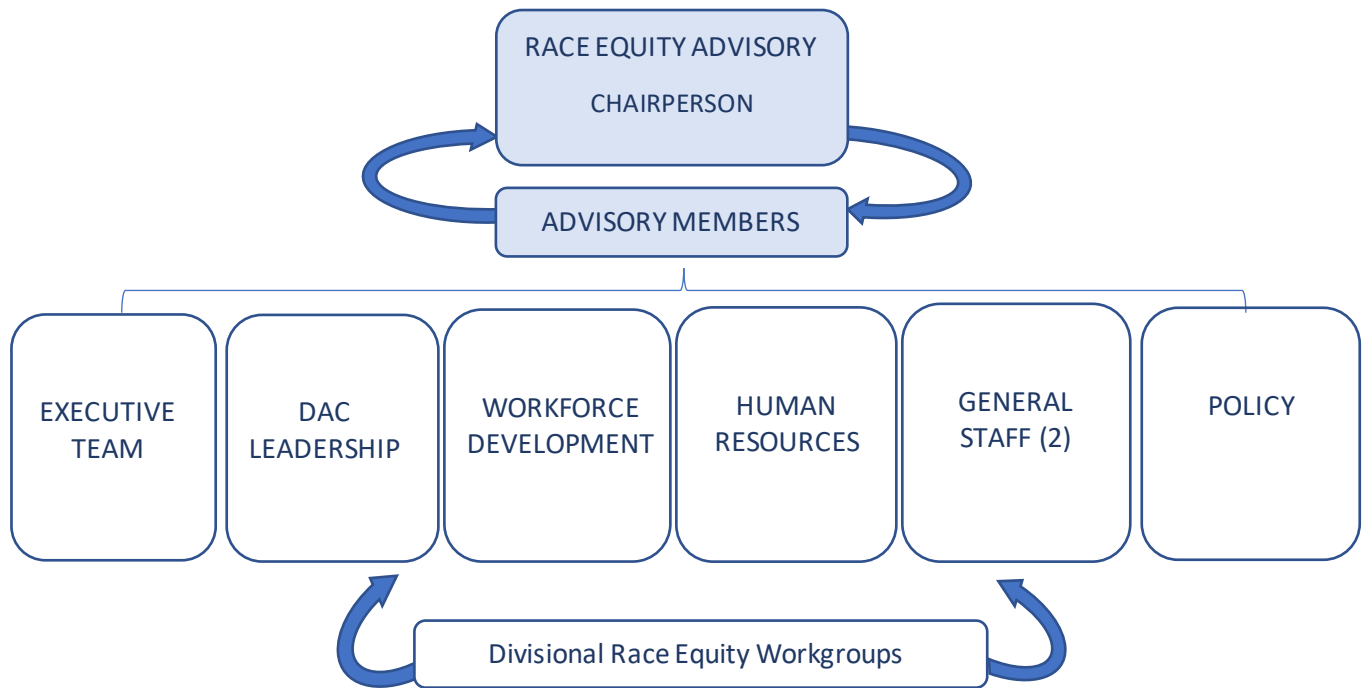 RACE EQUITY ADVISORY
CHAIRPERSON
ADVISORY MEMBERS
EXECUTIVE
TEAM
DAC
LEADERSHIP
WORKFORCE
DEVELOPMENT
HUMAN
RESOURCES
GENERAL
STAFF (2)
POLICY
Divisional Race Equity Workgroups